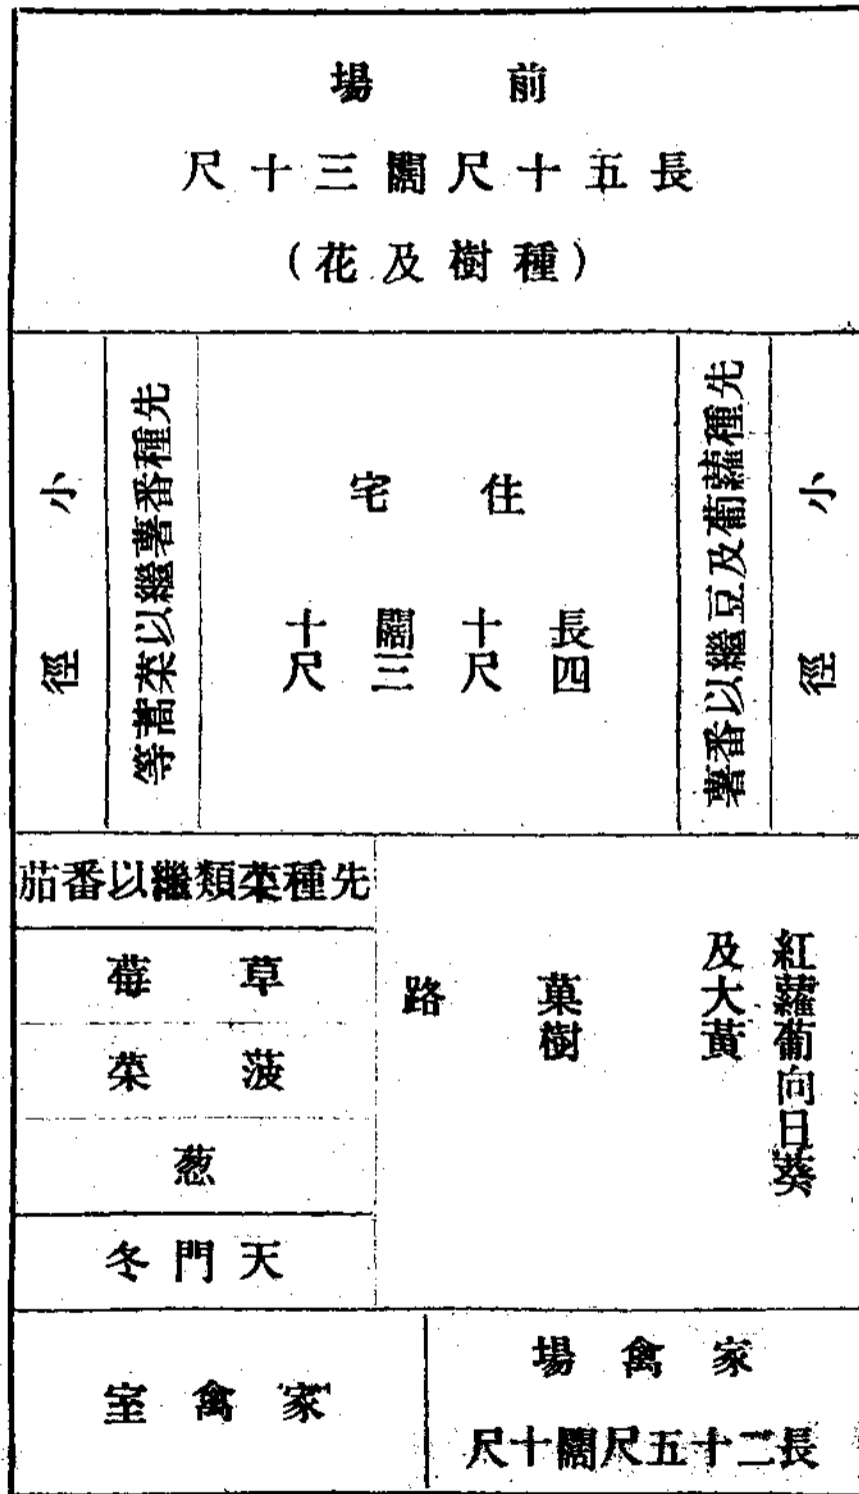 前場
長五十尺闊三十尺
(種樹及花)
小徑
先種蘿蔔及豆繼以番薯
住宅
長四十尺
闊三十尺
先種番薯繼以菜蒿等
小徑
紅蘿蔔向日葵
及大黃
菓樹
路
先種菜類繼以番茄
草莓
菠菜
葱
天門冬
家禽場
長二十五尺闊十尺
家禽室